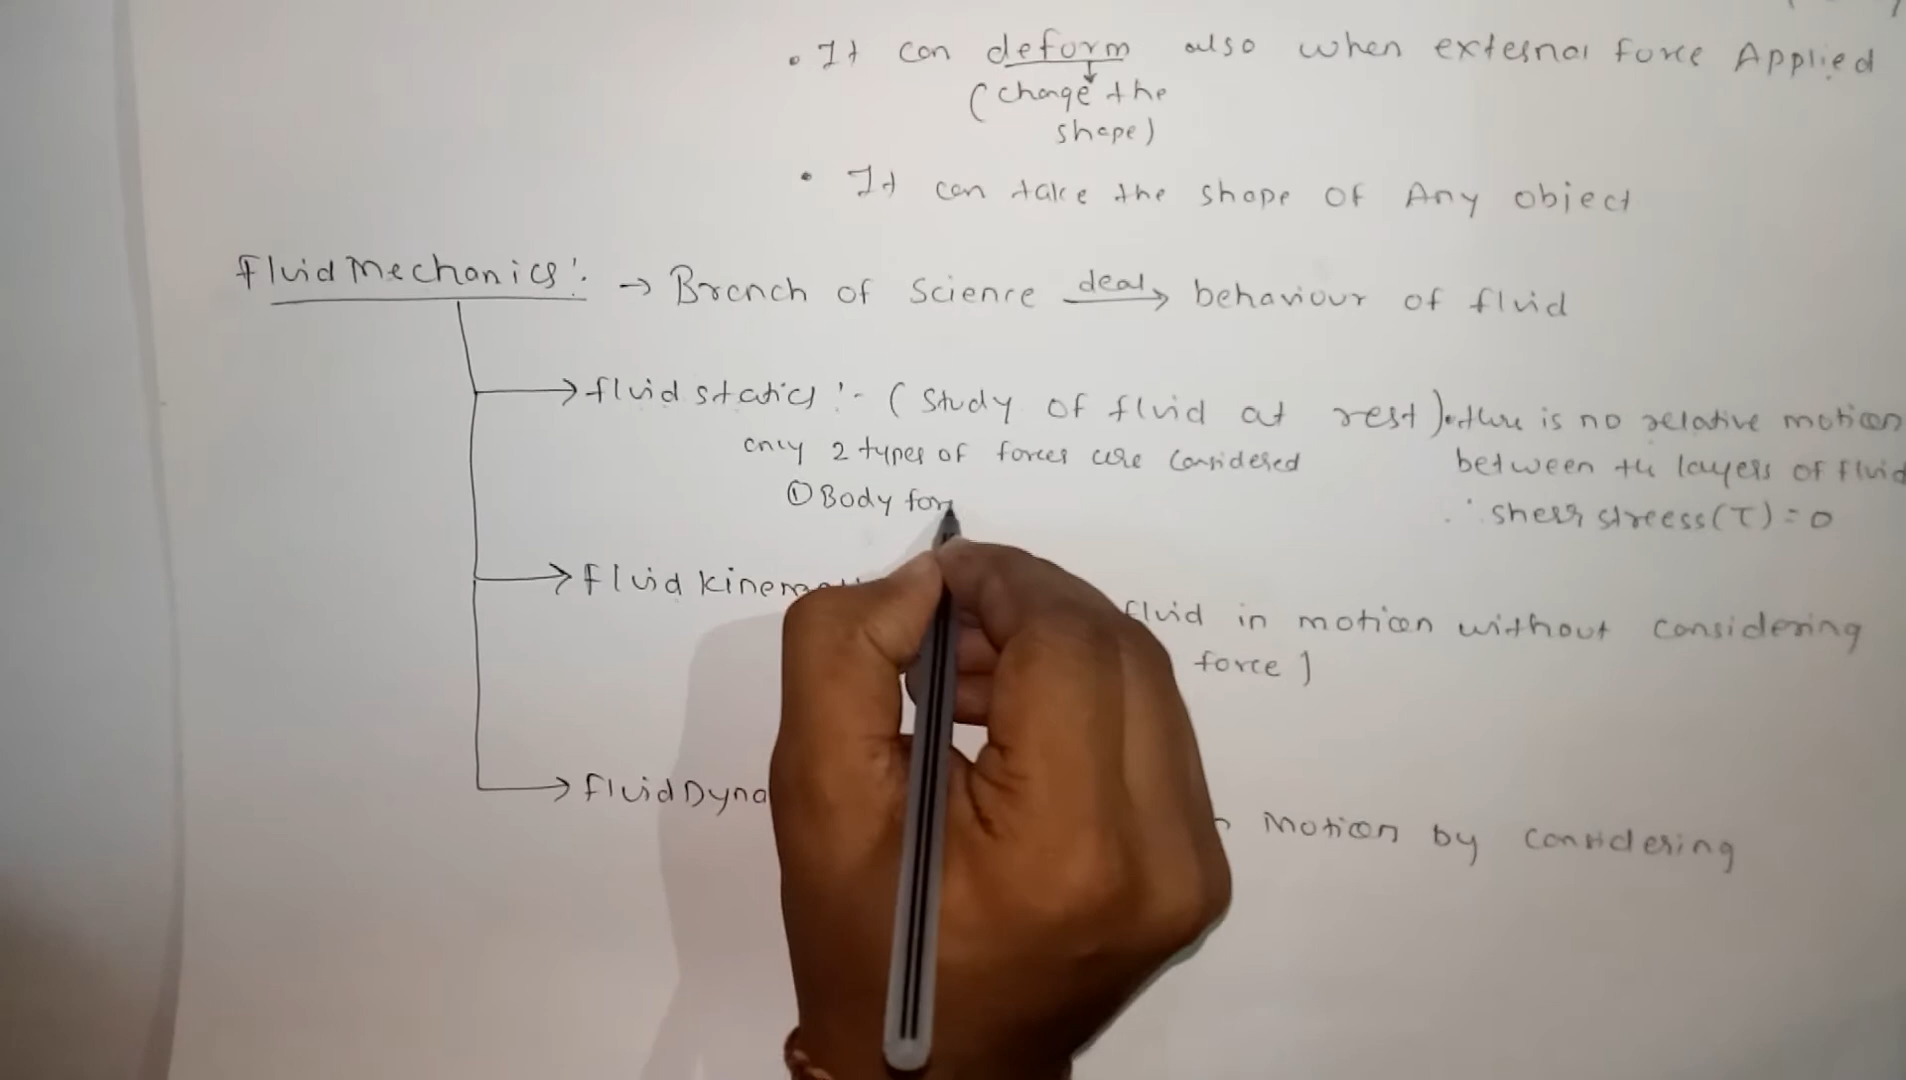 • It can deform also when external force Applied
(change the
shape)
• It can take the shape of Any object
Fluid Mechanics :- → Branch of Science deal → behaviour of fluid
→ fluid statics :- (Study of fluid at rest) • there is no relative motion
only 2 types of forces are considered
between the layers of fluid
① Body for
∴ shear streess (τ) = 0
→ fluid kinema
fluid in motion without considering
force ]
→ fluid Dyna
Motion by considering